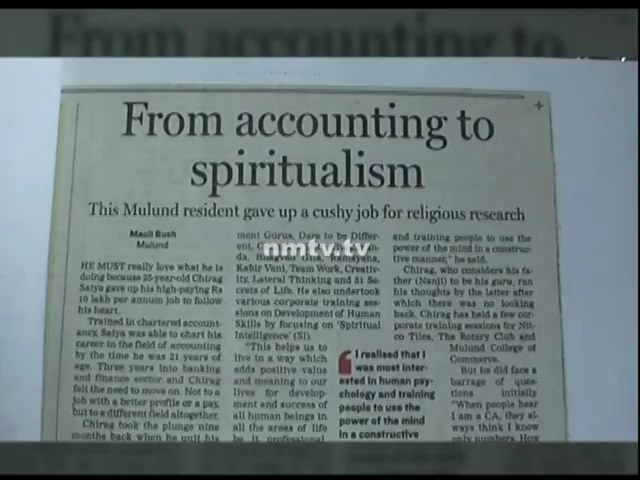 From accounting to
From accounting to
spiritualism
This Mulund resident gave up a cushy job for religious research
Mauli Buch
Mulund
HE MUST really love what he is
doing because 25-year-old Chirag
Satya gave up his high-paying Rs
10 lakh per annum job to follow
his heart.
Trained in chartered account-
ancy, Satya was able to chart his
career in the field of accounting
by the time he was 21 years of
age. Three years into banking
and finance sector and Chirag
felt the need to move on. Not to a
job with a better profile or a pay,
but to a different field altogether.
Chirag took the plunge nine
months back when he quit his
ment Gurus, Dare to be Differ-
ent,
Bhagvad Gita, Ramayana,
Kabir Vani, Team Work, Creativ-
ity, Lateral Thinking and 51 Se-
crets of Life. He also undertook
various corporate training ses-
sions on Development of Human
Skills by focusing on 'Spiritual
Intelligence' (SI).
"This helps us to
live in a way which
adds positive value
and meaning to our
lives for develop-
ment and success of
all human beings in
all the areas of life
be it professional
nmtv.tv
I realised that I
was most inter-
ested in human psy-
chology and training
people to use the
power of the mind
in a constructive
and training people to use the
power of the mind in a construc-
tive manner," he said.
Chirag, who considers his fa-
ther (Nanji) to be his guru, ran
his thoughts by the latter after
which there was no looking
back. Chirag has held a few cor-
porate training sessions for Nit-
co Tiles, The Rotary Club and
Mulund College of
Commerce.
But he did face a
barrage of ques-
tions initially
"When people hear
I am a CA, they al-
ways think I know
only numbers. How